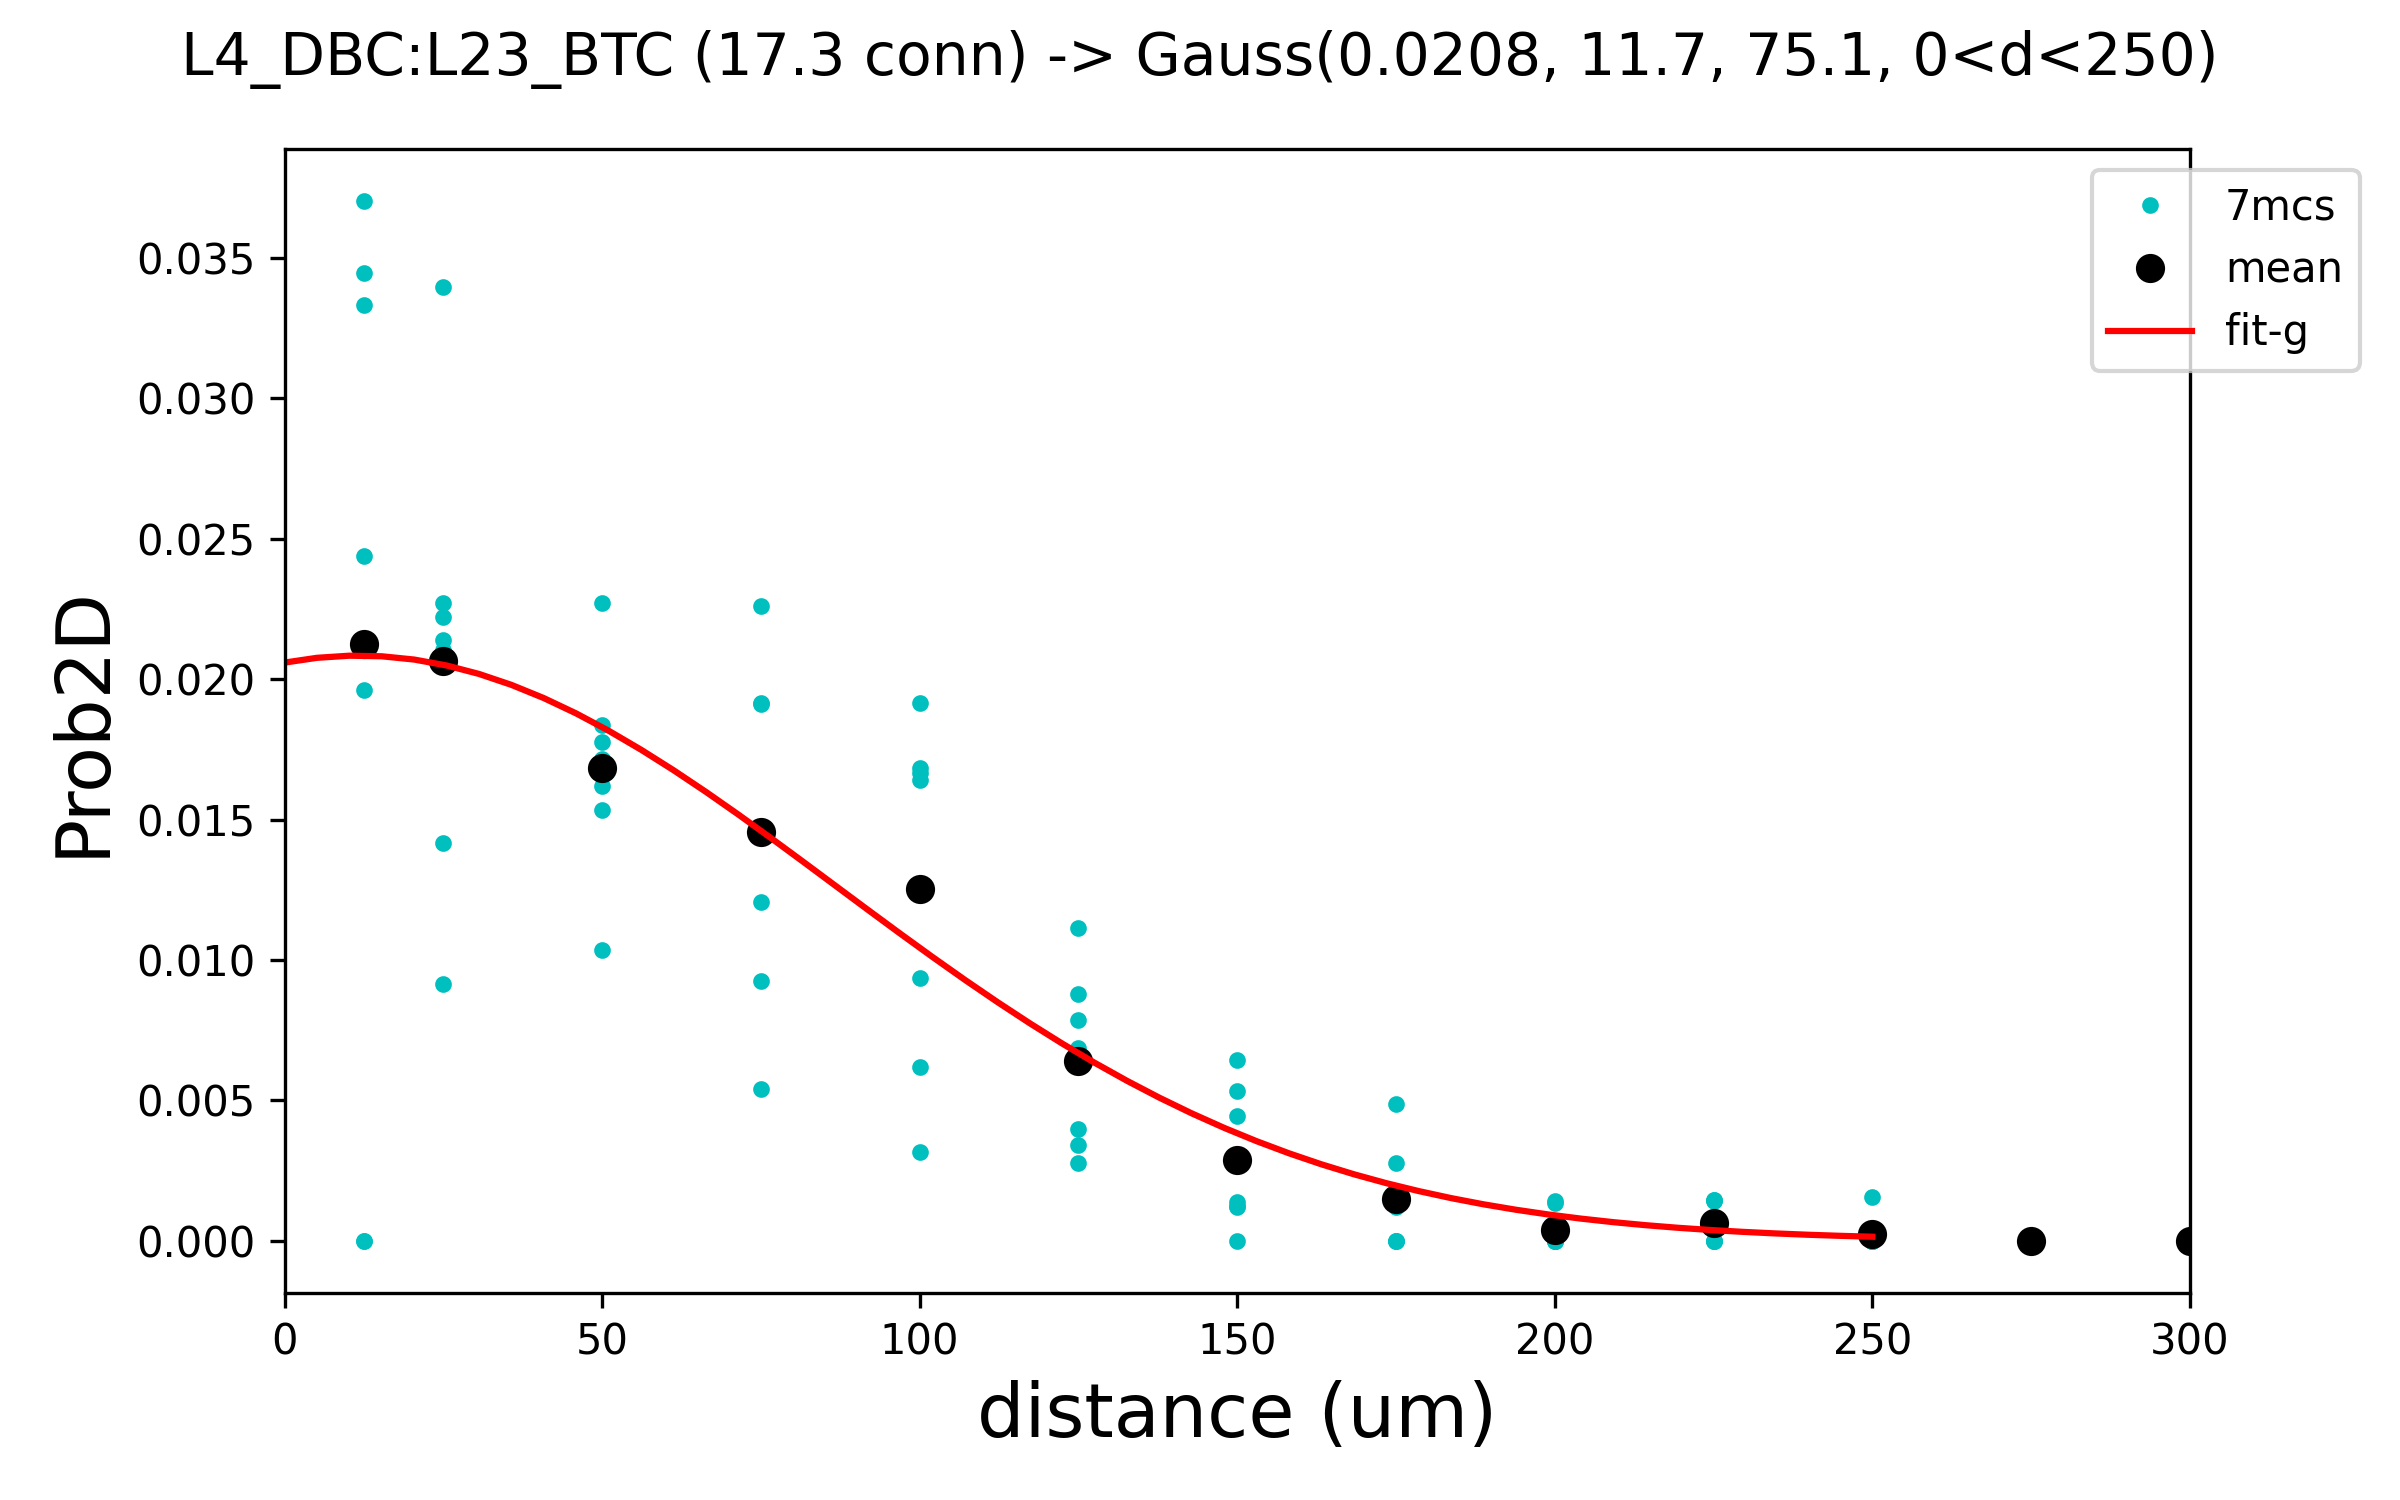 L4_DBC:L23_BTC (17.3 conn) -> Gauss(0.0208, 11.7, 75.1, 0<d<250)
7mcs
mean
fit-g
0.035
0.030
0.025
0.020
0.015
0.010
0.005
0.000
Prob2D
0 50 100 150 200 250 300
distance (um)